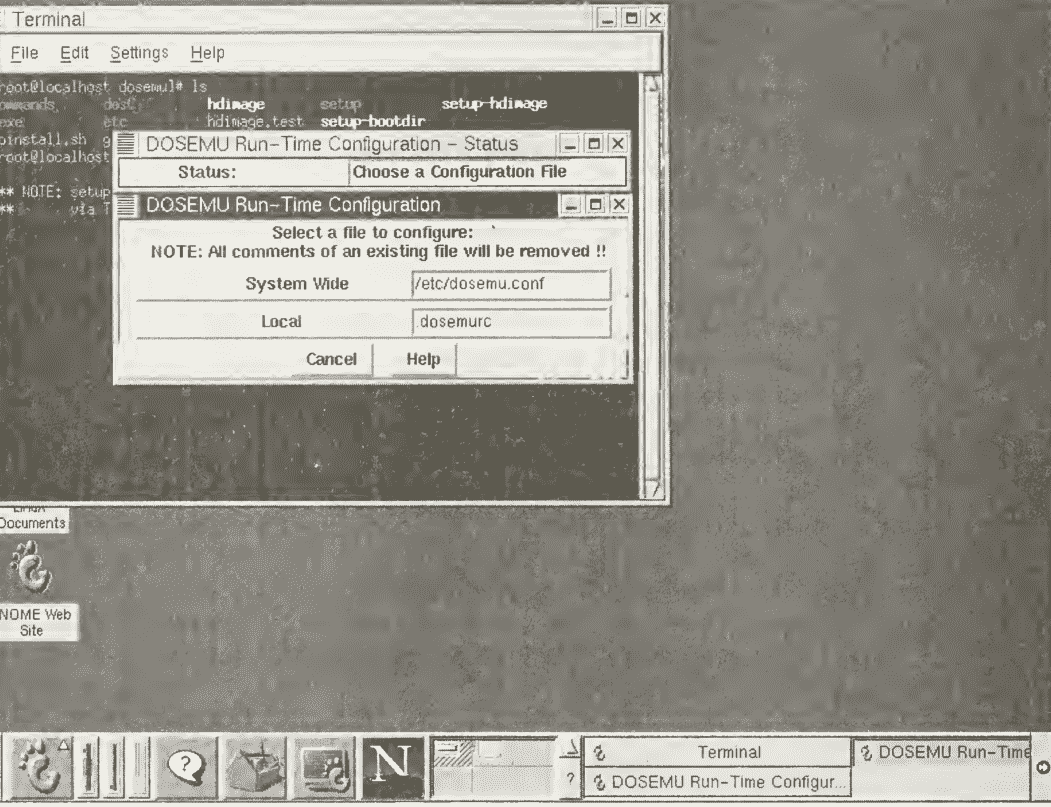 Terminal
File Edit Settings Help
root@localhost dosemu1# ls
hdimage setup setup-hdimage
etc hdimage.test setup-bootdir
root@localhost
** NOTE: setup
** via T
DOSEMU Run-Time Configuration - Status
Status: Choose a Configuration File
DOSEMU Run-Time Configuration
Select a file to configure:
NOTE: All comments of an existing file will be removed !!
System Wide /etc/dosemu.conf
Local .dosemurc
Cancel Help
Documents
NOME Web
Site
?
N
?
Terminal
DOSEMU Run-Time
DOSEMU Run-Time Configur...